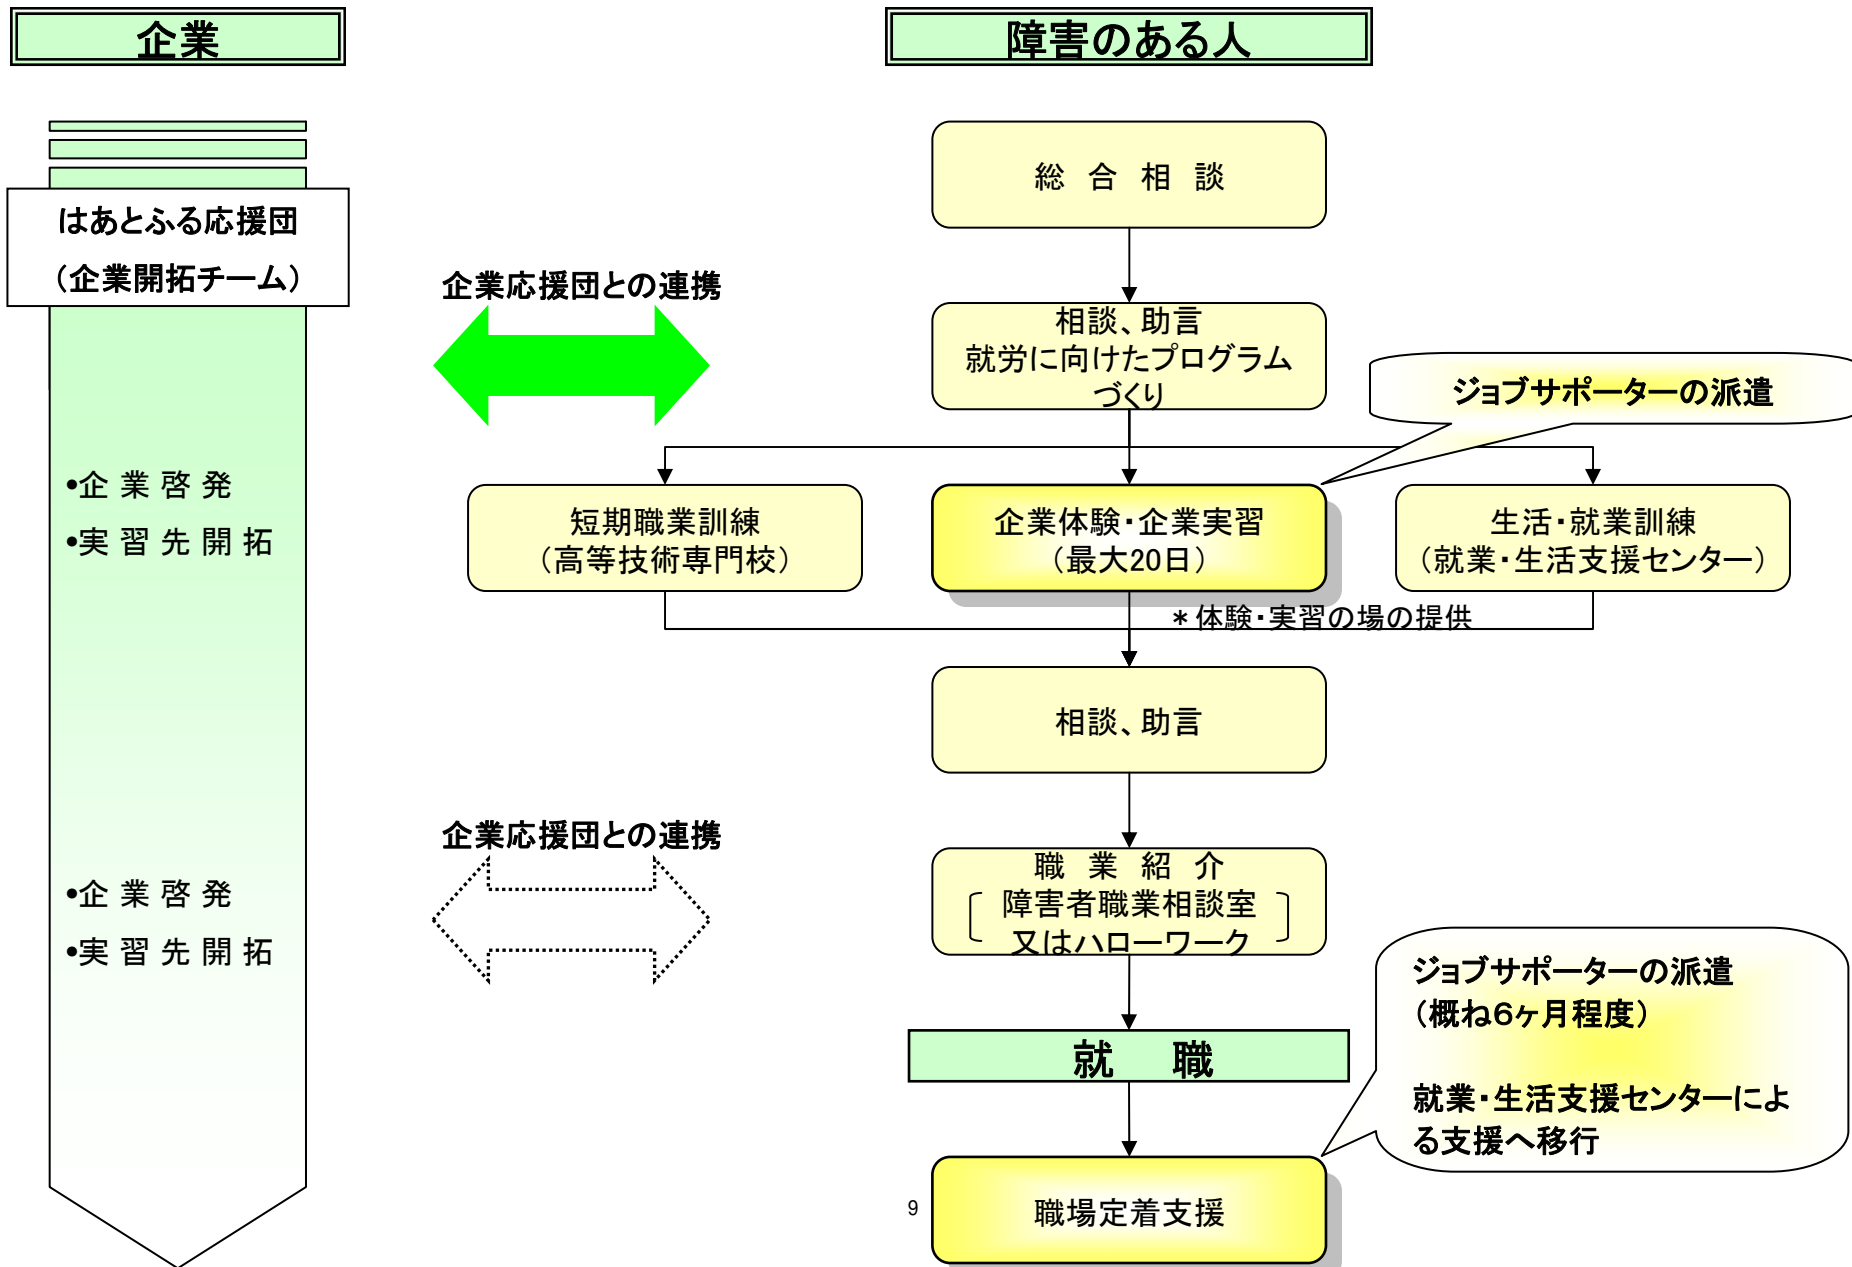 企業
障害のある人
はあとふる応援団
（企業開拓チーム）
•企 業 啓 発
•実 習 先 開 拓
•企 業 啓 発
•実 習 先 開 拓
企業応援団との連携
企業応援団との連携
総　合　相　談
相談、助言
就労に向けたプログラム
づくり
ジョブサポーターの派遣
短期職業訓練
（高等技術専門校）
企業体験・企業実習
（最大20日）
生活・就業訓練
（就業・生活支援センター）
＊体験・実習の場の提供
相談、助言
職　業　紹　介
障害者職業相談室
又はハローワーク
就　職
ジョブサポーターの派遣
（概ね６ヶ月程度）
就業・生活支援センターによ
る支援へ移行
職場定着支援
9